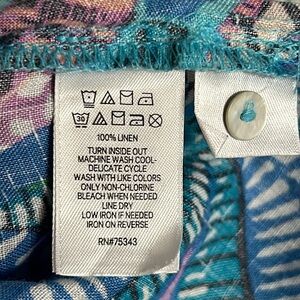 30
100% LINEN
TURN INSIDE OUT
MACHINE WASH COOL-
DELICATE CYCLE
WASH WITH LIKE COLORS
ONLY NON-CHLORINE
BLEACH WHEN NEEDED
LINE DRY
LOW IRON IF NEEDED
IRON ON REVERSE
RN#75343